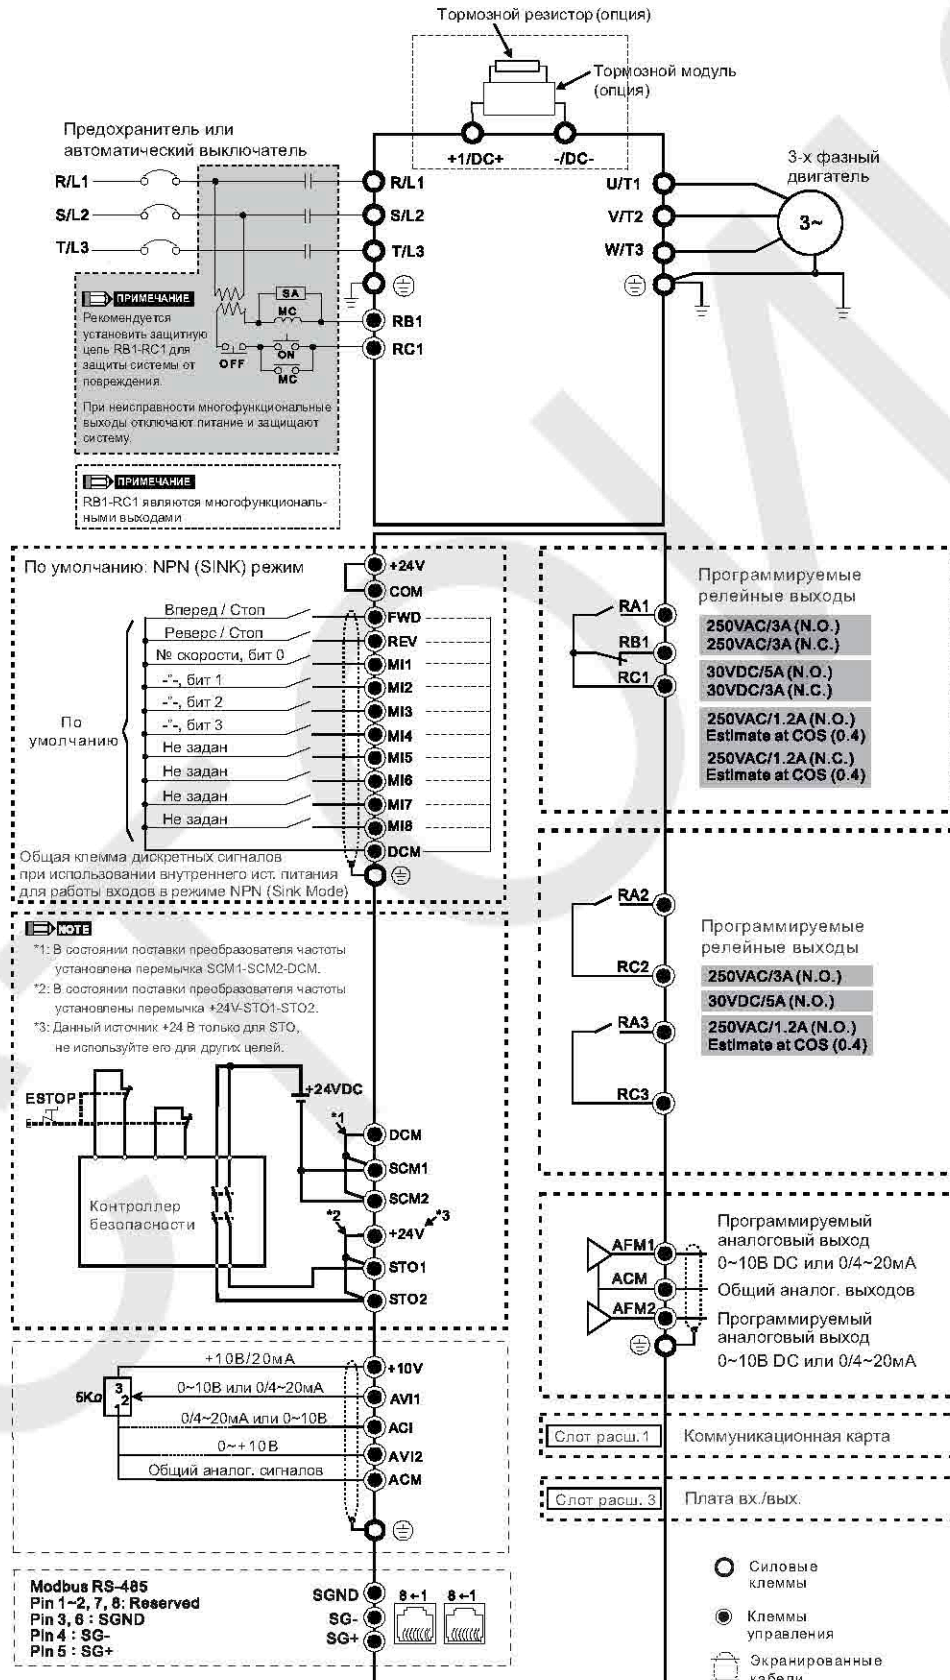 Тормозной резистор (опция)
Тормозной модуль
(опция)
Предохранитель или
автоматический выключатель
+1/DC+
-/DC-
3-х фазный
двигатель
R/L1
R/L1
U/T1
S/L2
S/L2
V/T2
3~
T/L3
T/L3
W/T3
ПРИМЕЧАНИЕ
Рекомендуется
установить защитную
цепь RB1-RC1 для
защиты системы от
повреждения.
При неисправности многофункциональные
выходы отключают питание и защищают
систему.
SA
MC
RB1
OFF
ON
MC
RC1
ПРИМЕЧАНИЕ
RB1-RC1 являются многофункциональ-
ными выходами
По умолчанию: NPN (SINK) режим
+24V
COM
Вперед / Стоп
FWD
Реверс / Стоп
REV
№ скорости, бит 0
MI1
-"-, бит 1
MI2
-"-, бит 2
MI3
-"-, бит 3
MI4
По
умолчанию
Не задан
MI5
Не задан
MI6
Не задан
MI7
Не задан
MI8
DCM
Общая клемма дискретных сигналов
при использовании внутреннего ист. питания
для работы входов в режиме NPN (Sink Mode)
RA1
RB1
RC1
Программируемые
релейные выходы
250VAC/3A (N.O.)
250VAC/3A (N.C.)
30VDC/5A (N.O.)
30VDC/3A (N.C.)
250VAC/1.2A (N.O.)
Estimate at COS (0.4)
250VAC/1.2A (N.C.)
Estimate at COS (0.4)
RA2
RC2
RA3
RC3
Программируемые
релейные выходы
250VAC/3A (N.O.)
30VDC/5A (N.O.)
250VAC/1.2A (N.O.)
Estimate at COS (0.4)
NOTE
*1: В состоянии поставки преобразователя частоты
установлена перемычка SCM1-SCM2-DCM.
*2: В состоянии поставки преобразователя частоты
установлены перемычка +24V-STO1-STO2.
*3: Данный источник +24 В только для STO,
не используйте его для других целей.
ESTOP
+24VDC
*1
DCM
SCM1
SCM2
Контроллер
безопасности
*2
+24V
*3
STO1
STO2
AFM1
ACM
AFM2
Программируемый
аналоговый выход
0~10В DC или 0/4~20мА
Общий аналог. выходов
Программируемый
аналоговый выход
0~10В DC или 0/4~20мА
+10В/20мА
+10V
5KΩ
3
2
1
0~10В или 0/4~20мА
AVI1
0/4~20мА или 0~10В
ACI
0~+10В
AVI2
Общий аналог. сигналов
ACM
Слот расш. 1
Коммуникационная карта
Слот расш. 3
Плата вх./вых.
Modbus RS-485
Pin 1~2, 7, 8: Reserved
Pin 3, 6 : SGND
Pin 4 : SG-
Pin 5 : SG+
SGND
SG-
SG+
8←1
8←1
Силовые
клеммы
Клеммы
управления
Экранированные
кабели